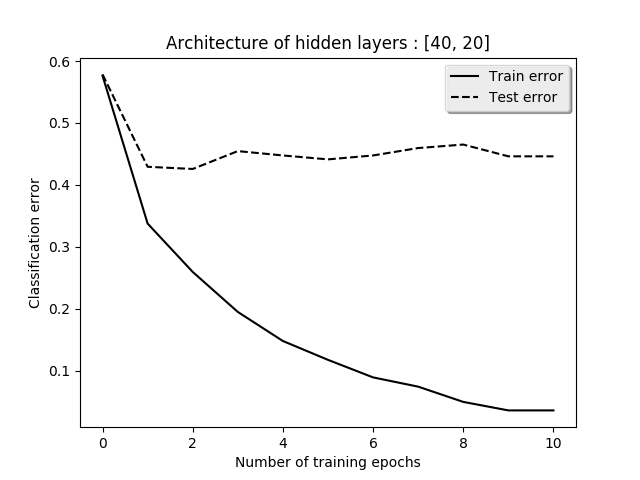 Architecture of hidden layers : [40, 20]
Train error
Test error
Classification error
0.6
0.5
0.4
0.3
0.2
0.1
0 2 4 6 8 10
Number of training epochs